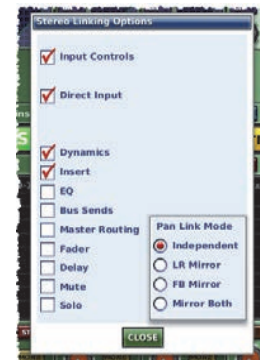 Stereo Linking Options
Input Controls
Direct Input
Dynamics
Insert
EQ
Bus Sends
Master Routing
Fader
Delay
Mute
Solo
Pan Link Mode
Independent
LR Mirror
FB Mirror
Mirror Both
CLOSE